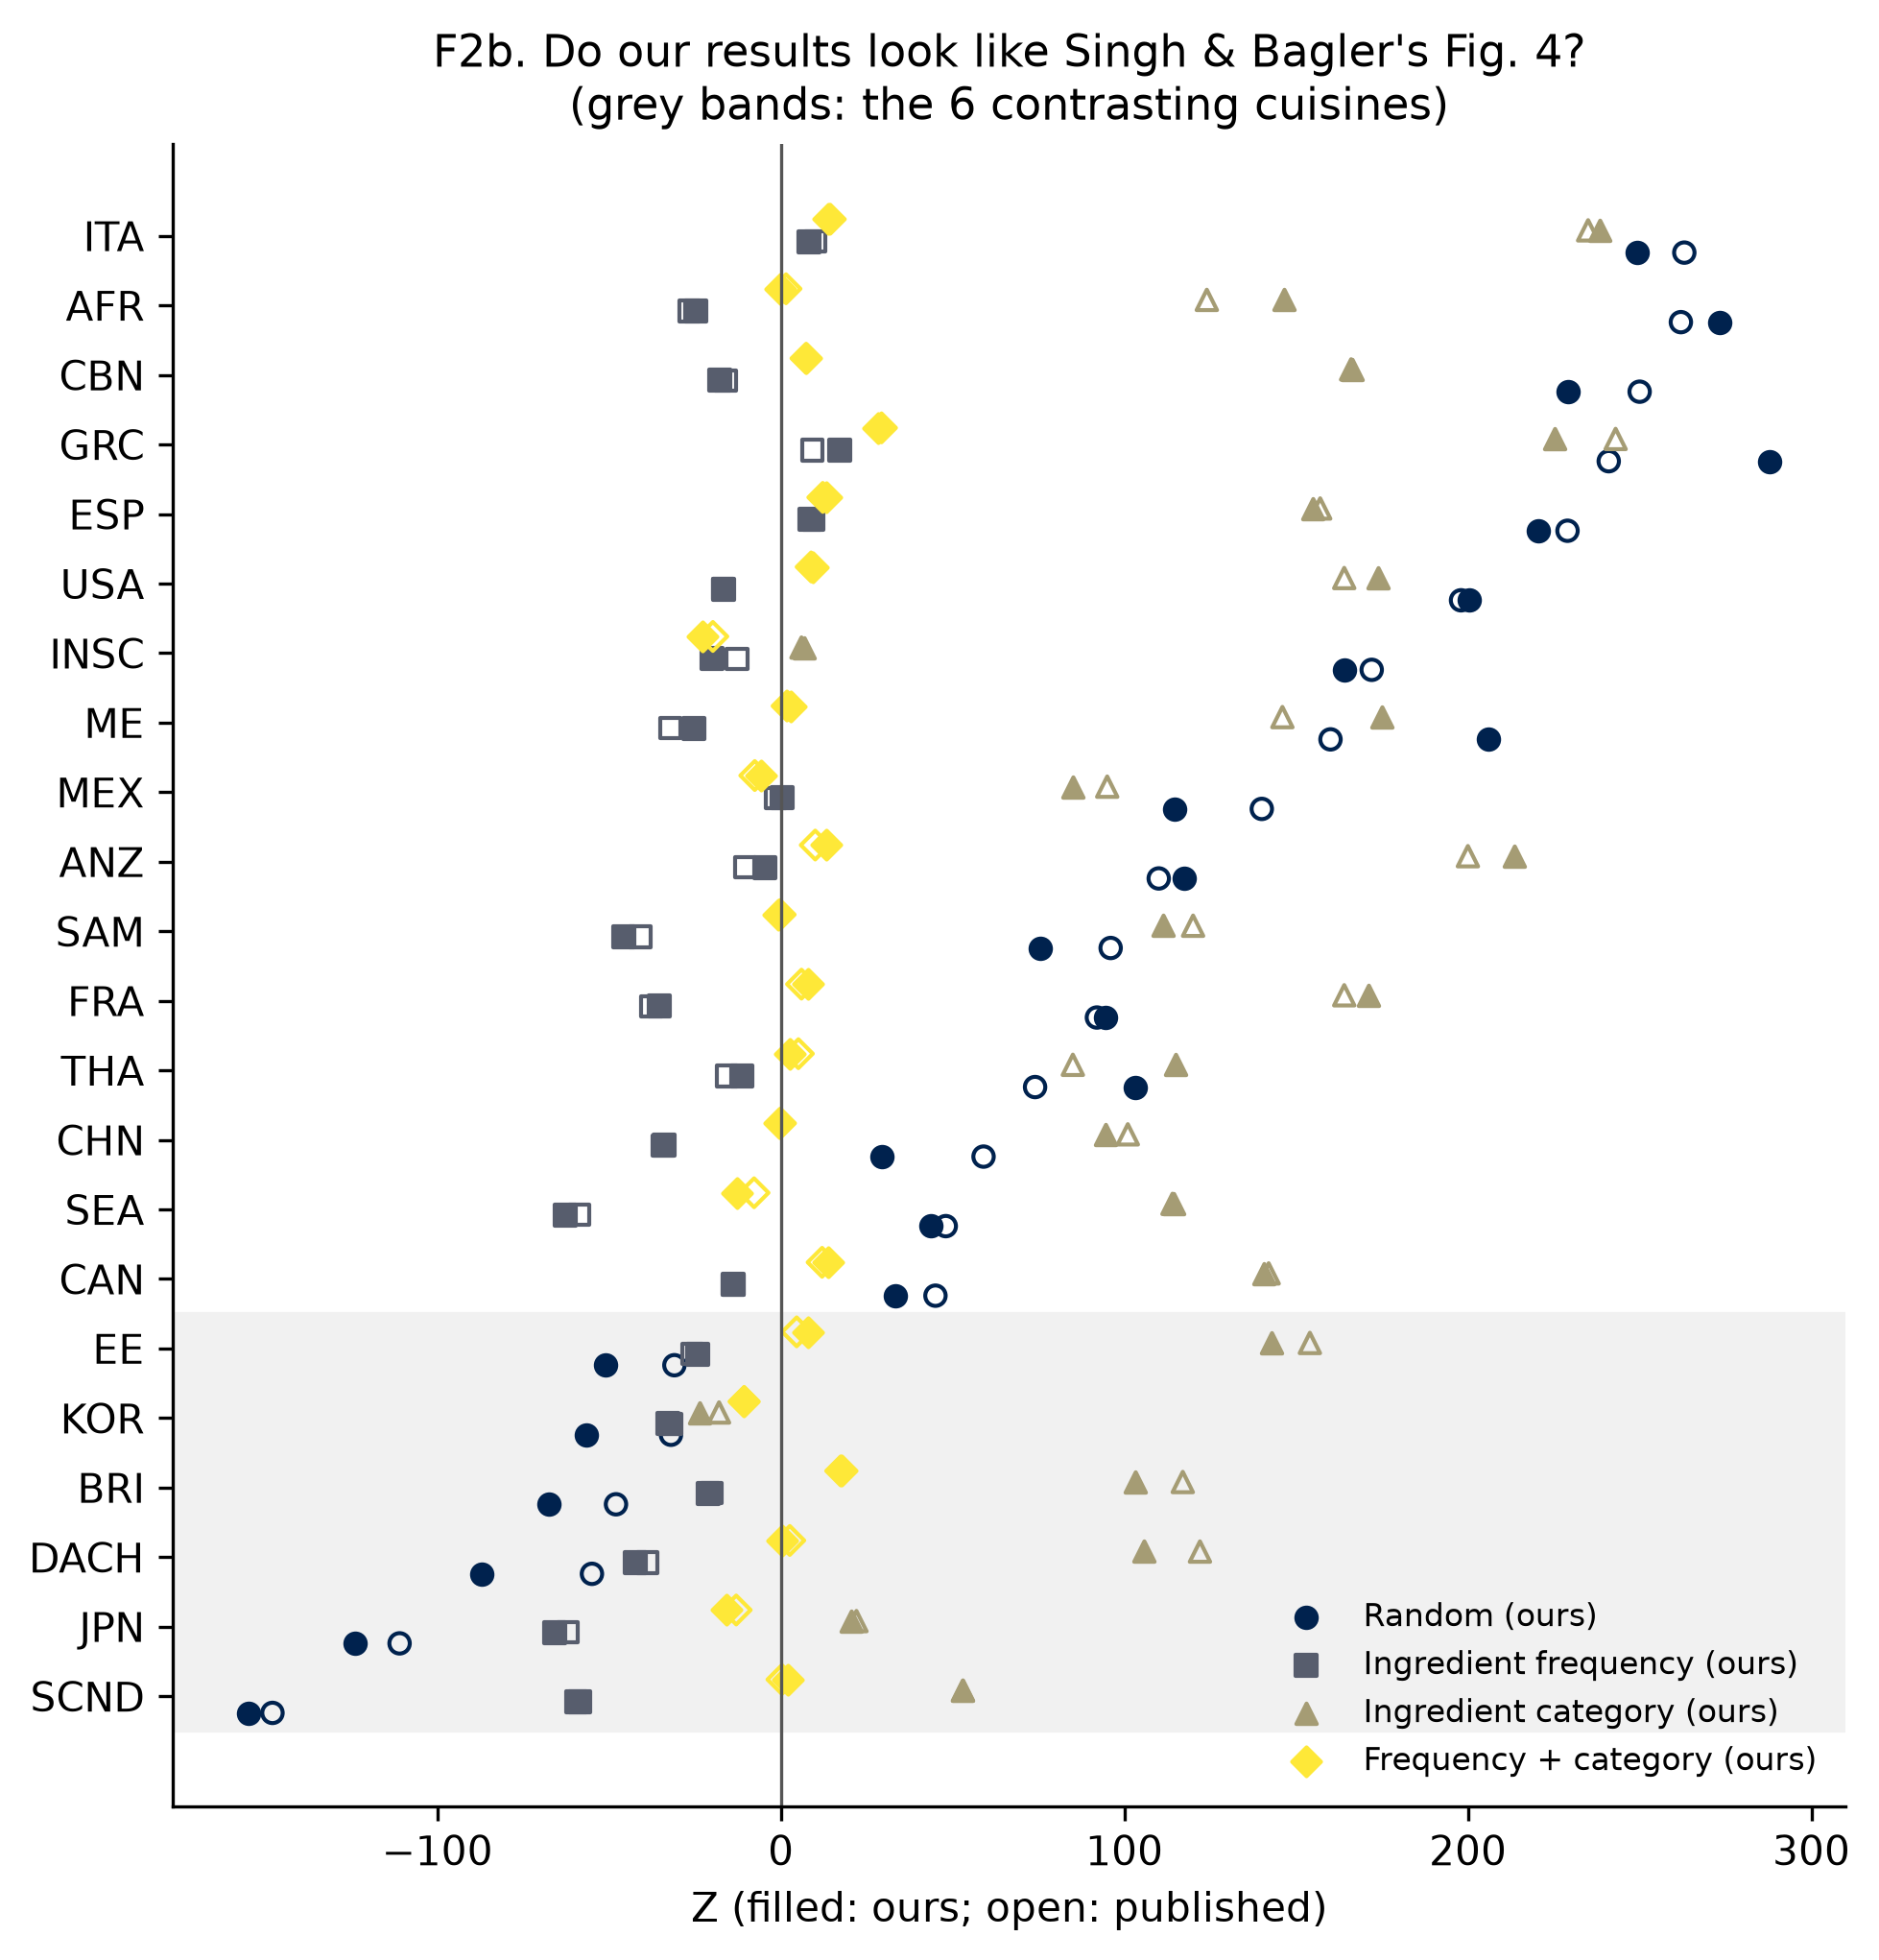 F2b. Do our results look like Singh & Bagler's Fig. 4?
(grey bands: the 6 contrasting cuisines)
ITA
AFR
CBN
GRC
ESP
USA
INSC
ME
MEX
ANZ
SAM
FRA
THA
CHN
SEA
CAN
EE
KOR
BRI
DACH
JPN
SCND
Random (ours)
Ingredient frequency (ours)
Ingredient category (ours)
Frequency + category (ours)
−100 0 100 200 300
Z (filled: ours; open: published)